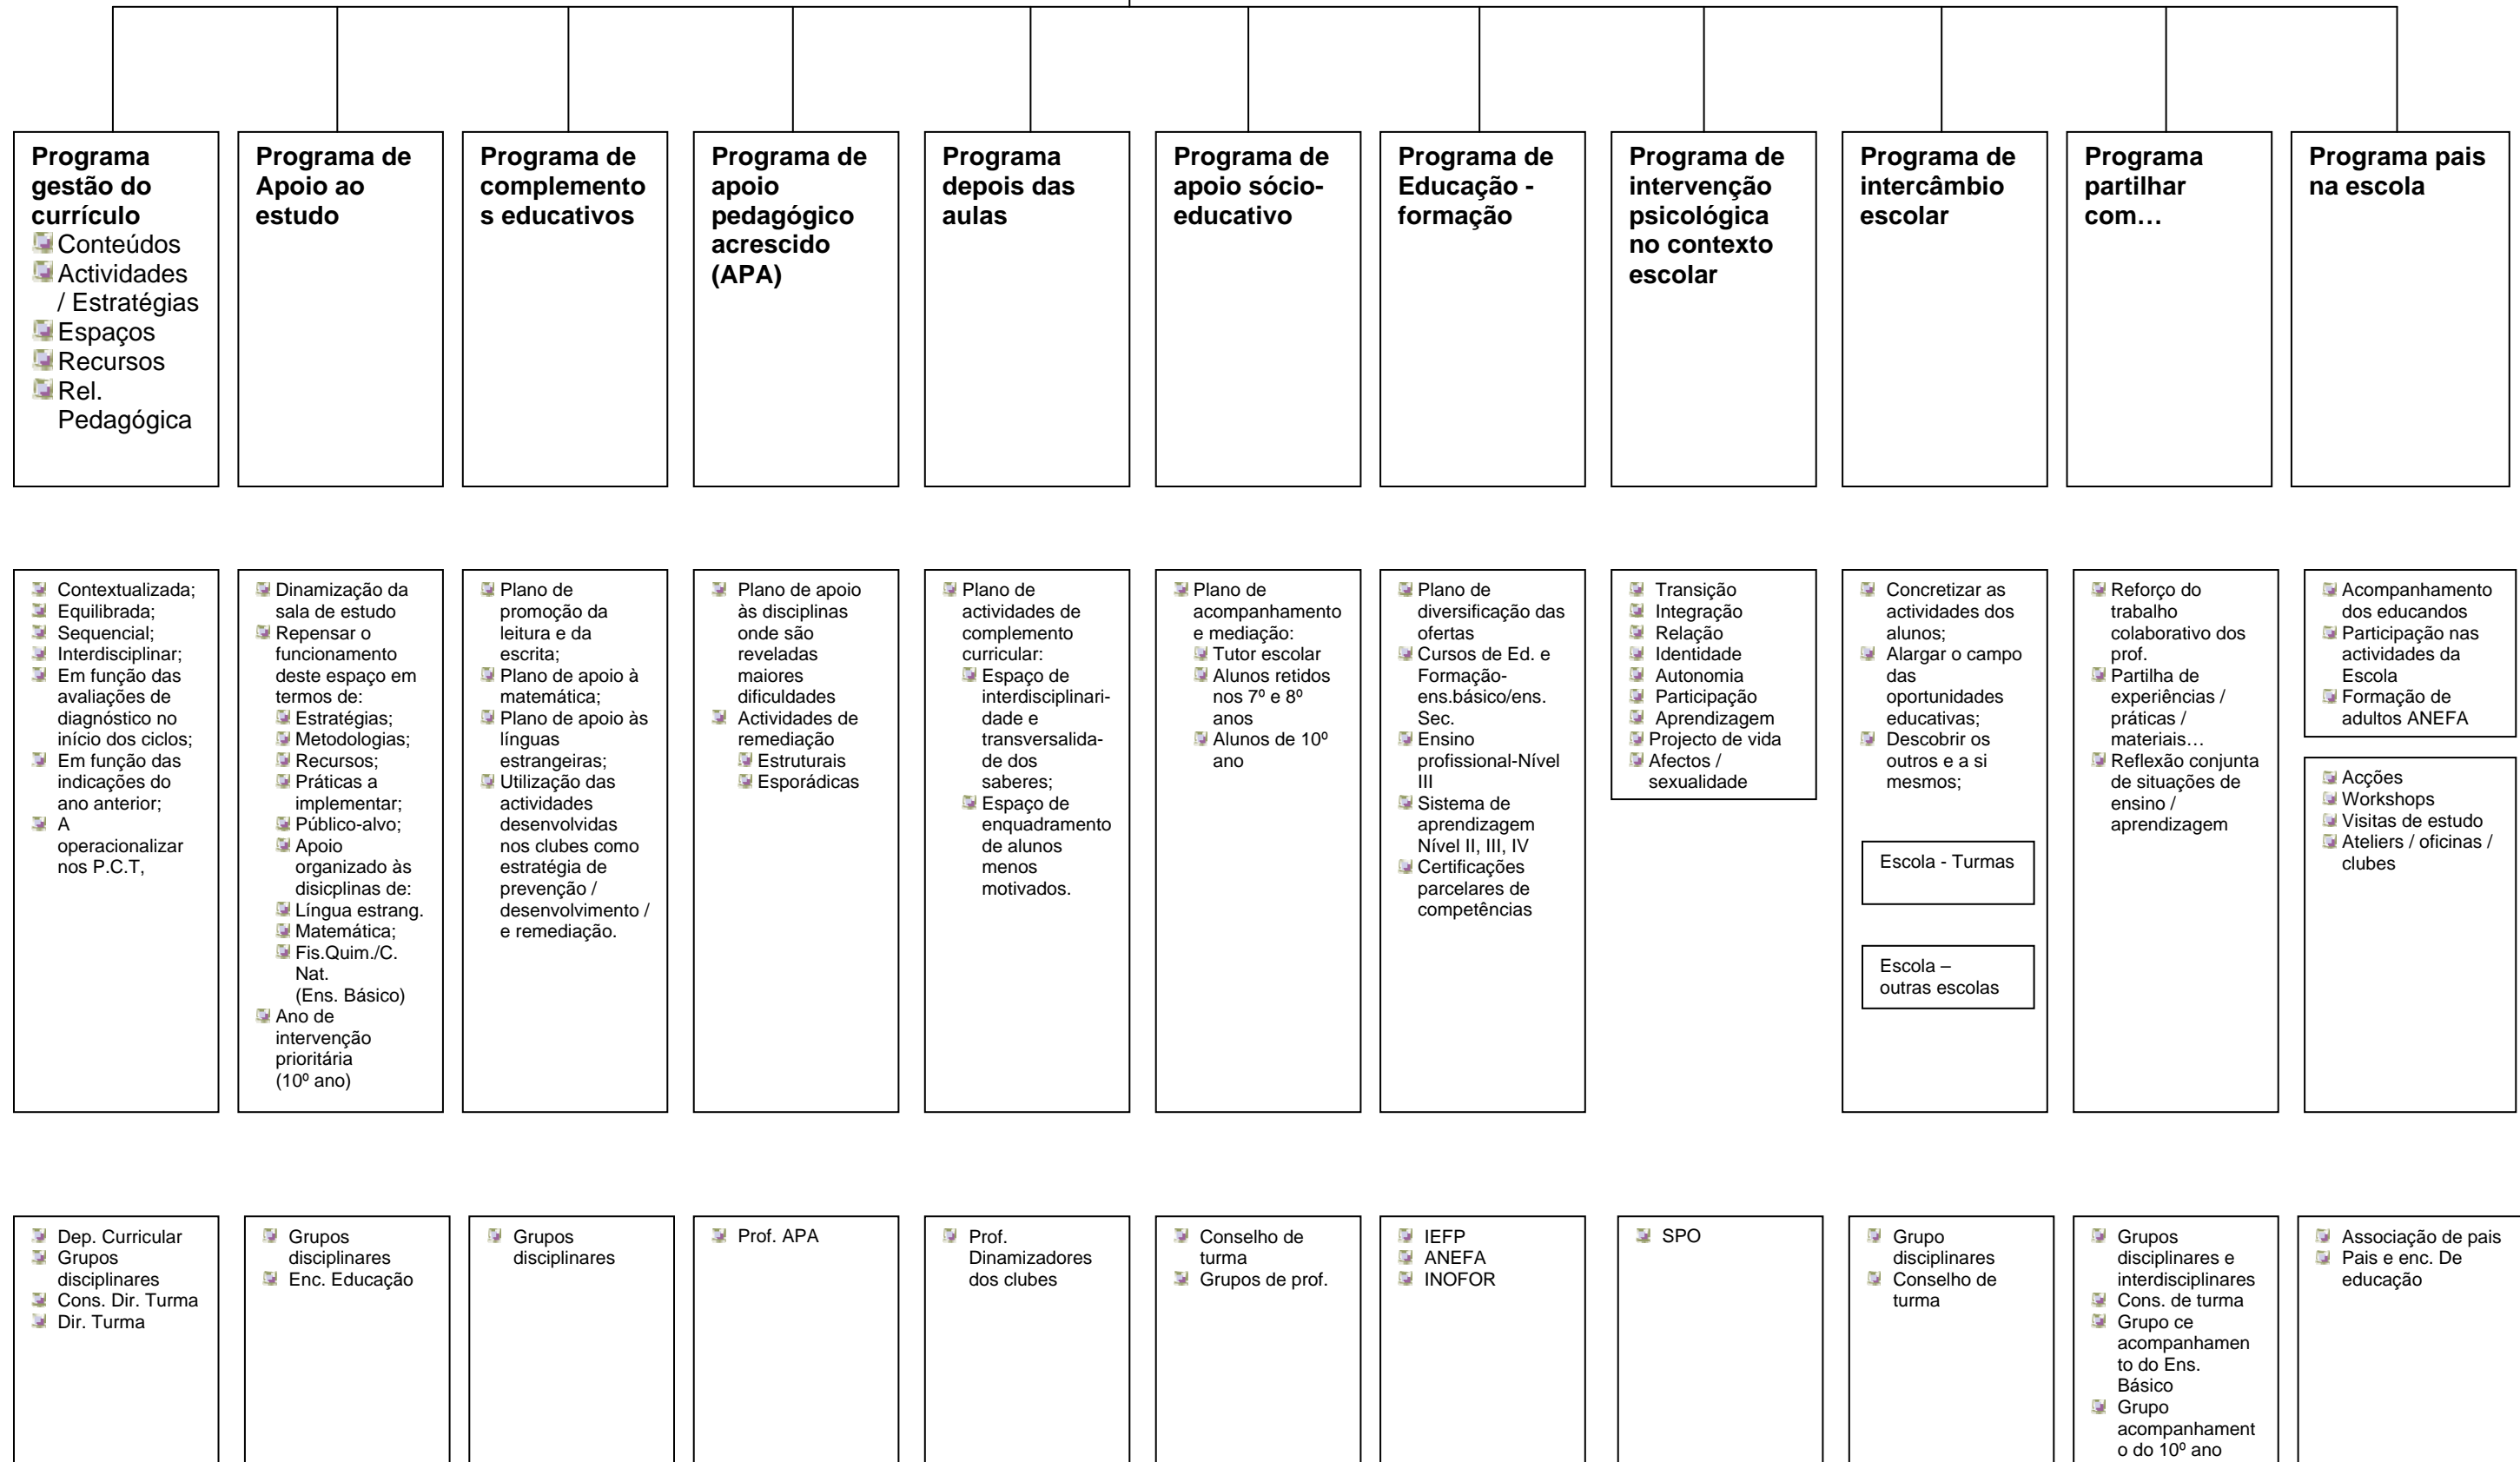 Programa
gestão do
currículo
Conteúdos
Actividades
/ Estratégias
Espaços
Recursos
Rel.
Pedagógica
Programa de
Apoio ao
estudo
Programa de
complemento
s educativos
Programa de
apoio
pedagógico
acrescido
(APA)
Programa
depois das
aulas
Programa de
apoio sócio-
educativo
Programa de
Educação -
formação
Programa de
intervenção
psicológica
no contexto
escolar
Programa de
intercâmbio
escolar
Programa
partilhar
com…
Programa pais
na escola
Contextualizada;
Equilibrada;
Sequencial;
Interdisciplinar;
Em função das
avaliações de
diagnóstico no
início dos ciclos;
Em função das
indicações do
ano anterior;
A
operacionalizar
nos P.C.T,
Dinamização da
sala de estudo
Repensar o
funcionamento
deste espaço em
termos de:
Estratégias;
Metodologias;
Recursos;
Práticas a
implementar;
Público-alvo;
Apoio
organizado às
disicplinas de:
Língua estrang.
Matemática;
Fis.Quim./C.
Nat.
(Ens. Básico)
Ano de
intervenção
prioritária
(10º ano)
Plano de
promoção da
leitura e da
escrita;
Plano de apoio à
matemática;
Plano de apoio às
línguas
estrangeiras;
Utilização das
actividades
desenvolvidas
nos clubes como
estratégia de
prevenção /
desenvolvimento /
e remediação.
Plano de apoio
às disciplinas
onde são
reveladas
maiores
dificuldades
Actividades de
remediação
Estruturais
Esporádicas
Plano de
actividades de
complemento
curricular:
Espaço de
interdisciplinari-
dade e
transversalida-
de dos
saberes;
Espaço de
enquadramento
de alunos
menos
motivados.
Plano de
acompanhamento
e mediação:
Tutor escolar
Alunos retidos
nos 7º e 8º
anos
Alunos de 10º
ano
Plano de
diversificação das
ofertas
Cursos de Ed. e
Formação-
ens.básico/ens.
Sec.
Ensino
profissional-Nível
III
Sistema de
aprendizagem
Nível II, III, IV
Certificações
parcelares de
competências
Transição
Integração
Relação
Identidade
Autonomia
Participação
Aprendizagem
Projecto de vida
Afectos /
sexualidade
Concretizar as
actividades dos
alunos;
Alargar o campo
das
oportunidades
educativas;
Descobrir os
outros e a si
mesmos;
Escola - Turmas
Escola –
outras escolas
Reforço do
trabalho
colaborativo dos
prof.
Partilha de
experiências /
práticas /
materiais…
Reflexão conjunta
de situações de
ensino /
aprendizagem
Acompanhamento
dos educandos
Participação nas
actividades da
Escola
Formação de
adultos ANEFA
Acções
Workshops
Visitas de estudo
Ateliers / oficinas /
clubes
Dep. Curricular
Grupos
disciplinares
Cons. Dir. Turma
Dir. Turma
Grupos
disciplinares
Enc. Educação
Grupos
disciplinares
Prof. APA
Prof.
Dinamizadores
dos clubes
Conselho de
turma
Grupos de prof.
IEFP
ANEFA
INOFOR
SPO
Grupo
disciplinares
Conselho de
turma
Grupos
disciplinares e
interdisciplinares
Cons. de turma
Grupo ce
acompanhamen
to do Ens.
Básico
Grupo
acompanhament
o do 10º ano
Associação de pais
Pais e enc. De
educação